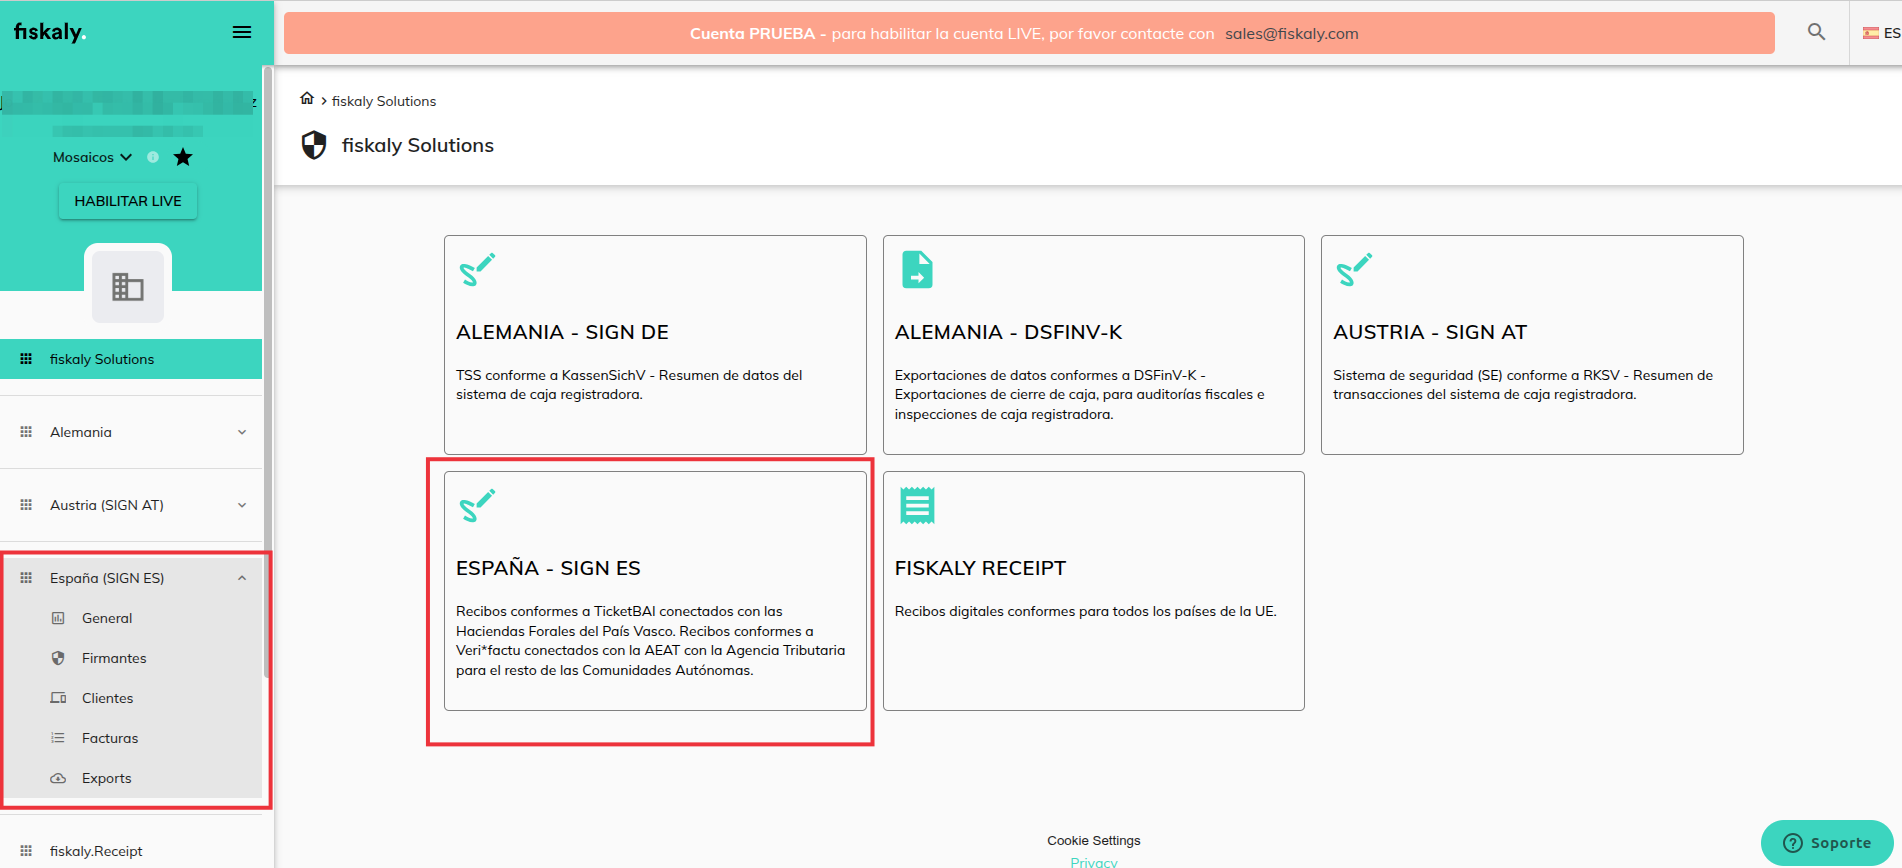 fiskaly.
Cuenta PRUEBA - para habilitar la cuenta LIVE, por favor contacte con sales@fiskaly.com
ES
Mosaicos
HABILITAR LIVE
fiskaly Solutions
Alemania
Austria (SIGN AT)
España (SIGN ES)
General
Firmantes
Clientes
Facturas
Exports
fiskaly.Receipt
fiskaly Solutions
fiskaly Solutions
ALEMANIA - SIGN DE
TSS conforme a KassenSichV - Resumen de datos del
sistema de caja registradora.
ALEMANIA - DSFINV-K
Exportaciones de datos conformes a DSFinV-K -
Exportaciones de cierre de caja, para auditorías fiscales e
inspecciones de caja registradora.
AUSTRIA - SIGN AT
Sistema de seguridad (SE) conforme a RKSV - Resumen de
transacciones del sistema de caja registradora.
ESPAÑA - SIGN ES
Recibos conformes a TicketBAI conectados con las
Haciendas Forales del País Vasco. Recibos conformes a
Veri*factu conectados con la AEAT con la Agencia Tributaria
para el resto de las Comunidades Autónomas.
FISKALY RECEIPT
Recibos digitales conformes para todos los países de la UE.
Cookie Settings
Privacy
Soporte